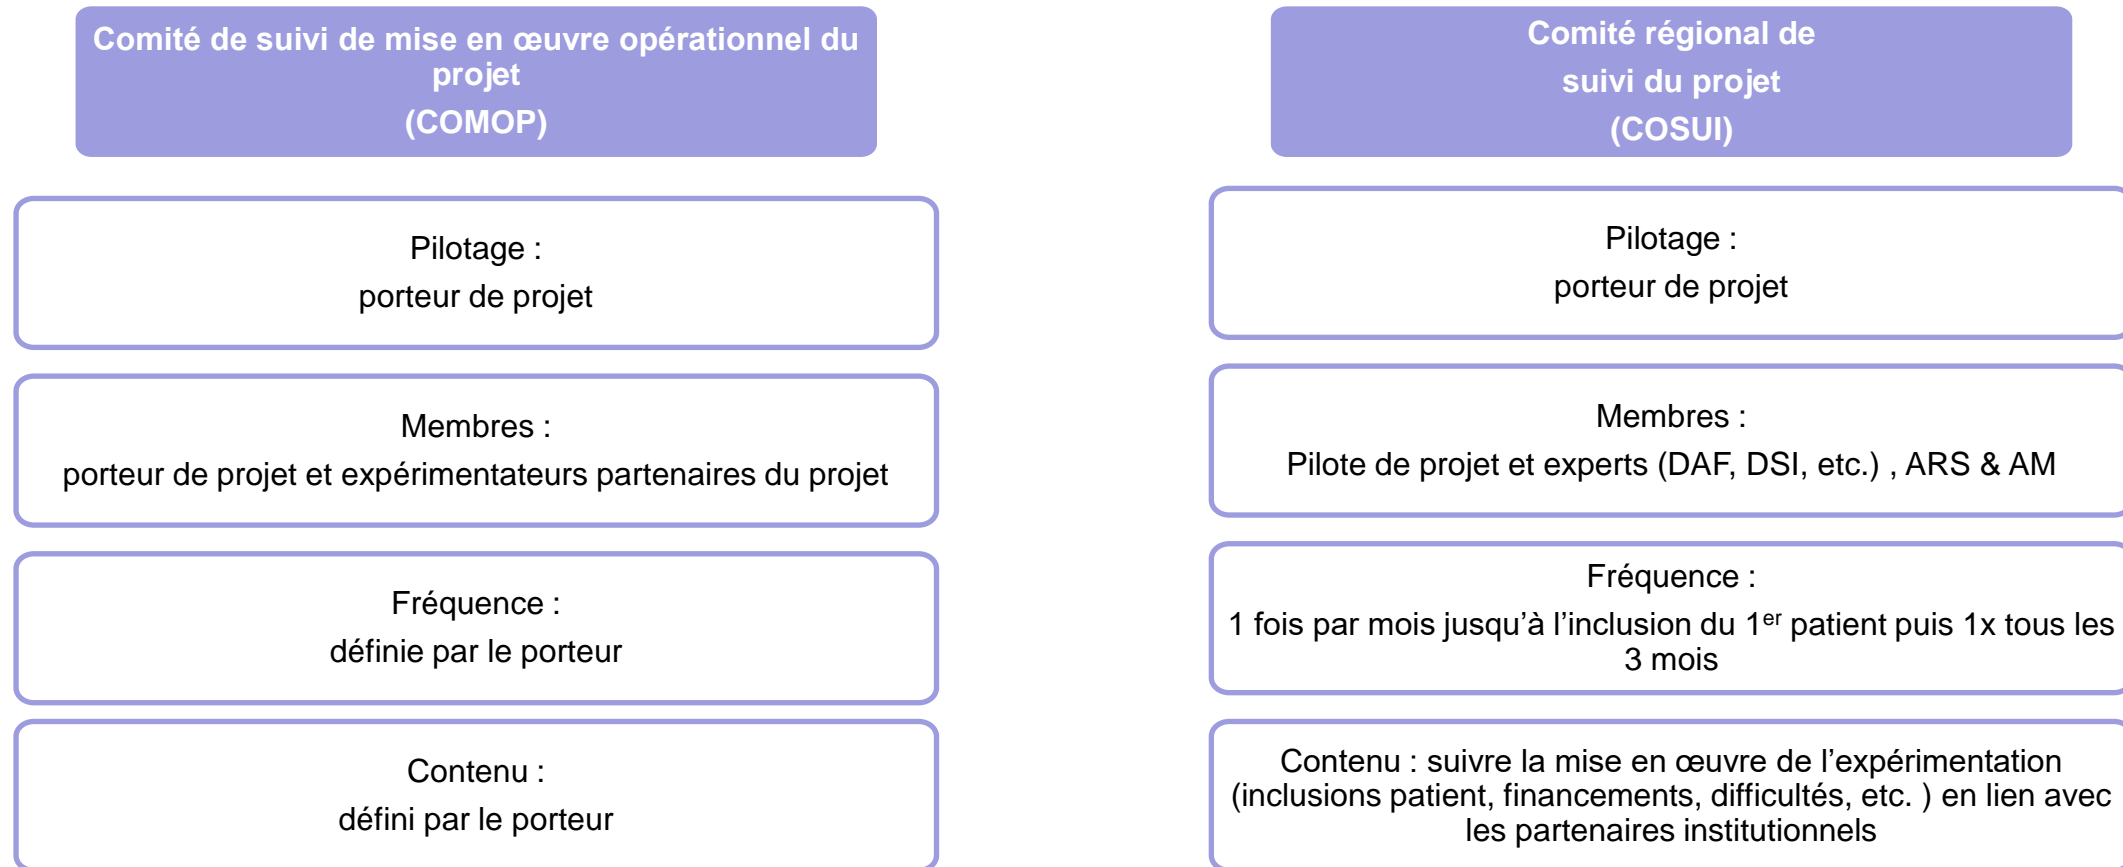 Comité de suivi de mise en œuvre opérationnel du
projet
(COMOP)
Pilotage :
porteur de projet
Membres :
porteur de projet et expérimentateurs partenaires du projet
Fréquence :
définie par le porteur
Contenu :
défini par le porteur
Comité régional de
suivi du projet
(COSUI)
Pilotage :
porteur de projet
Membres :
Pilote de projet et experts (DAF, DSI, etc.) , ARS & AM
Fréquence :
1 fois par mois jusqu’à l’inclusion du 1er patient puis 1x tous les
3 mois
Contenu : suivre la mise en œuvre de l’expérimentation
(inclusions patient, financements, difficultés, etc. ) en lien avec
les partenaires institutionnels